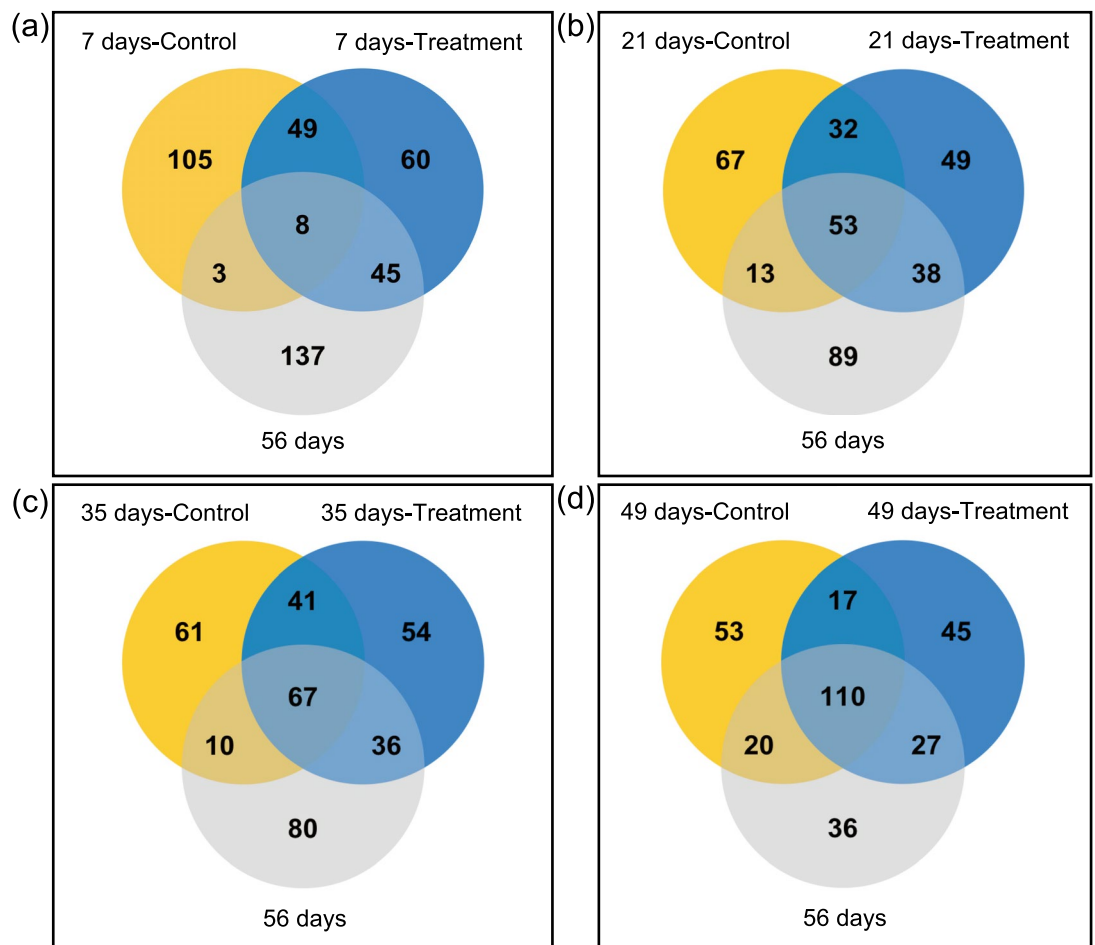 (a)
7 days-Control 7 days-Treatment
49
105 60
8
3 45
137
56 days
(b)
21 days-Control 21 days-Treatment
32
67 49
53
13 38
89
56 days
(c)
35 days-Control 35 days-Treatment
41
61 54
67
10 36
80
56 days
(d)
49 days-Control 49 days-Treatment
17
53 45
110
20 27
36
56 days